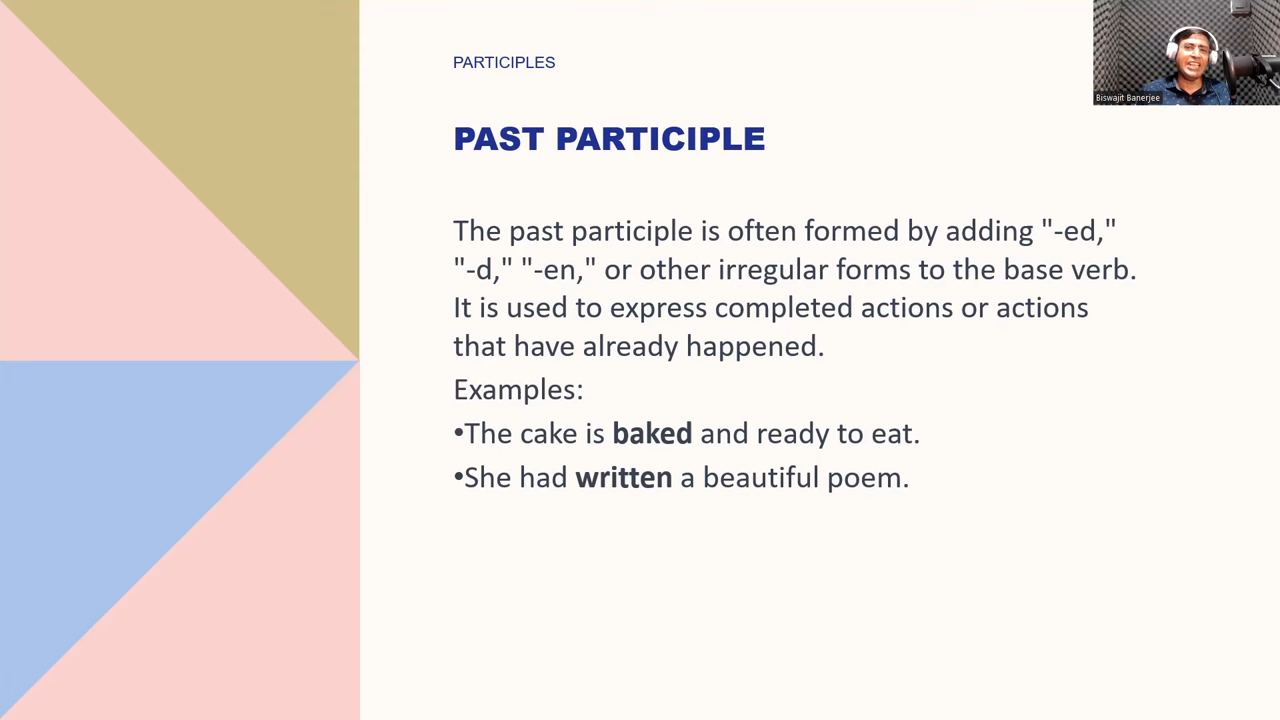 PARTICIPLES
Biswajit Banerjee
PAST PARTICIPLE
The past participle is often formed by adding "-ed,"
"-d," "-en," or other irregular forms to the base verb.
It is used to express completed actions or actions
that have already happened.
Examples:
•The cake is baked and ready to eat.
•She had written a beautiful poem.